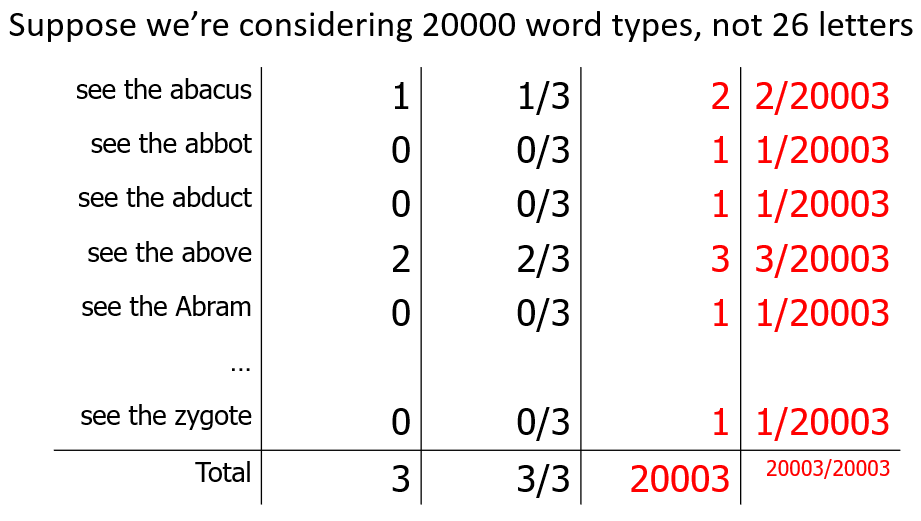 Suppose we're considering 20000 word types, not 26 letters
see the abacus 1 1/3 2 2/20003
see the abbot 0 0/3 1 1/20003
see the abduct 0 0/3 1 1/20003
see the above 2 2/3 3 3/20003
see the Abram 0 0/3 1 1/20003
...
see the zygote 0 0/3 1 1/20003
Total 3 3/3 20003 20003/20003